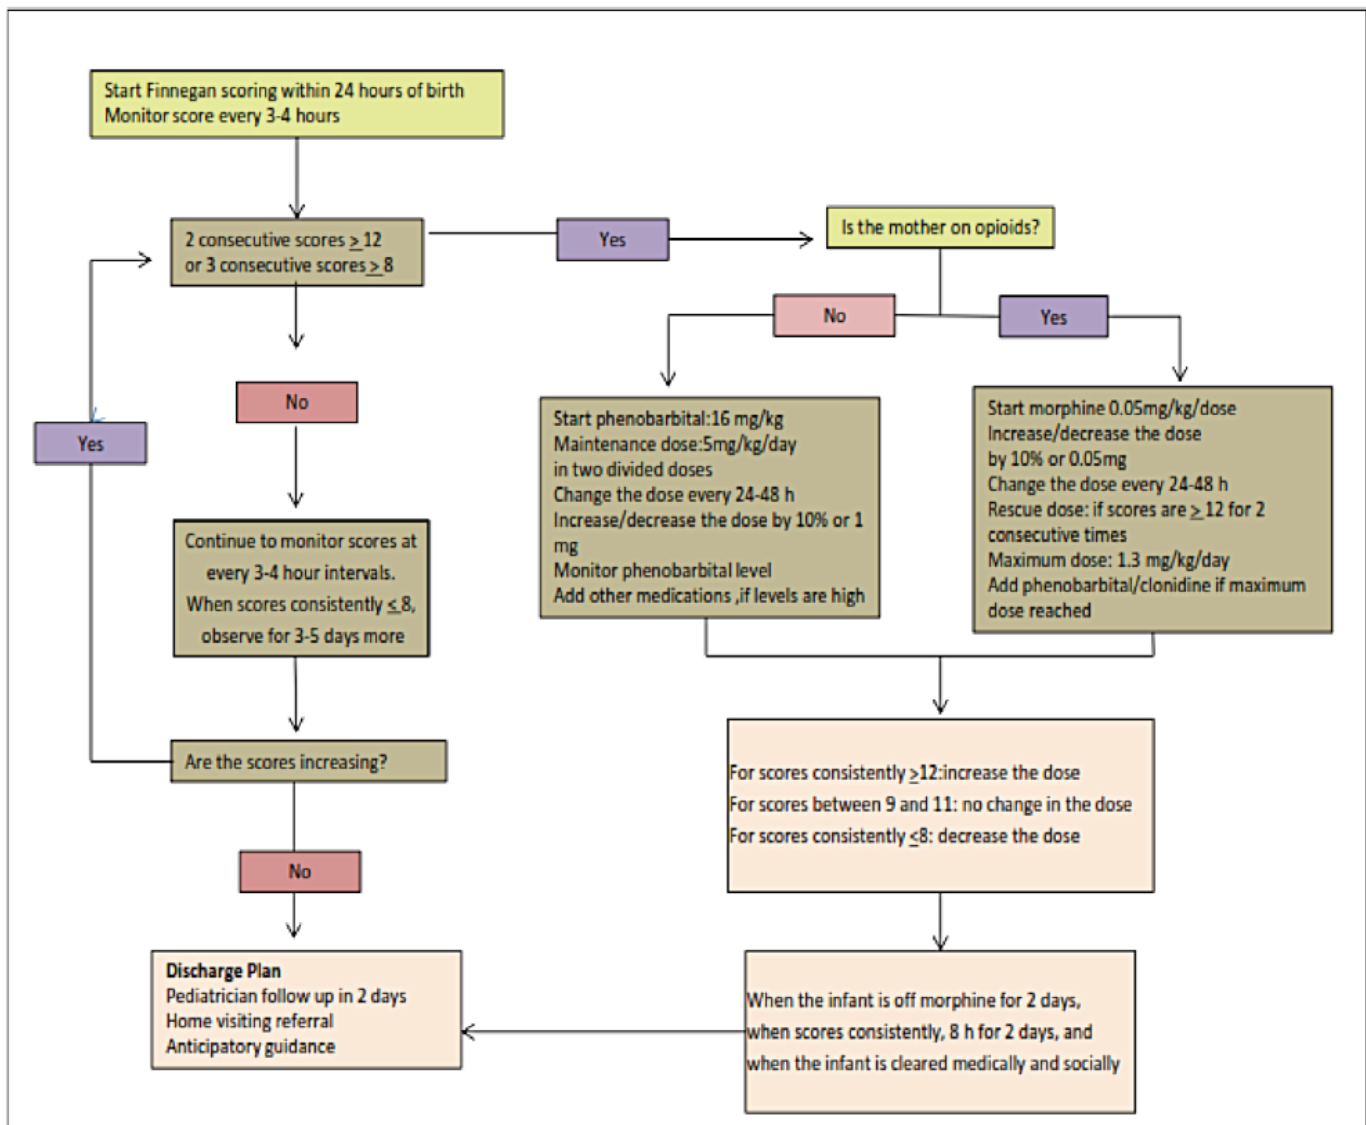 Start Finnegan scoring within 24 hours of birth
Monitor score every 3-4 hours
2 consecutive scores ≥12
or 3 consecutive scores ≥8
Yes
Is the mother on opioids?
No
Yes
No
Yes
Start phenobarbital:16 mg/kg
Maintenance dose:5mg/kg/day
in two divided doses
Change the dose every 24-48 h
Increase/decrease the dose by 10% or 1
mg
Monitor phenobarbital level
Add other medications ,if levels are high
Start morphine 0.05mg/kg/dose
Increase/decrease the dose
by 10% or 0.05mg
Change the dose every 24-48 h
Rescue dose: if scores are ≥12 for 2
consecutive times
Maximum dose: 1.3 mg/kg/day
Add phenobarbital/clonidine if maximum
dose reached
Continue to monitor scores at
every 3-4 hour intervals.
When scores consistently ≤8,
observe for 3-5 days more
Are the scores increasing?
For scores consistently ≥12:increase the dose
For scores between 9 and 11: no change in the dose
For scores consistently ≤8: decrease the dose
No
Discharge Plan
Pediatrician follow up in 2 days
Home visiting referral
Anticipatory guidance
When the infant is off morphine for 2 days,
when scores consistently, 8 h for 2 days, and
when the infant is cleared medically and socially